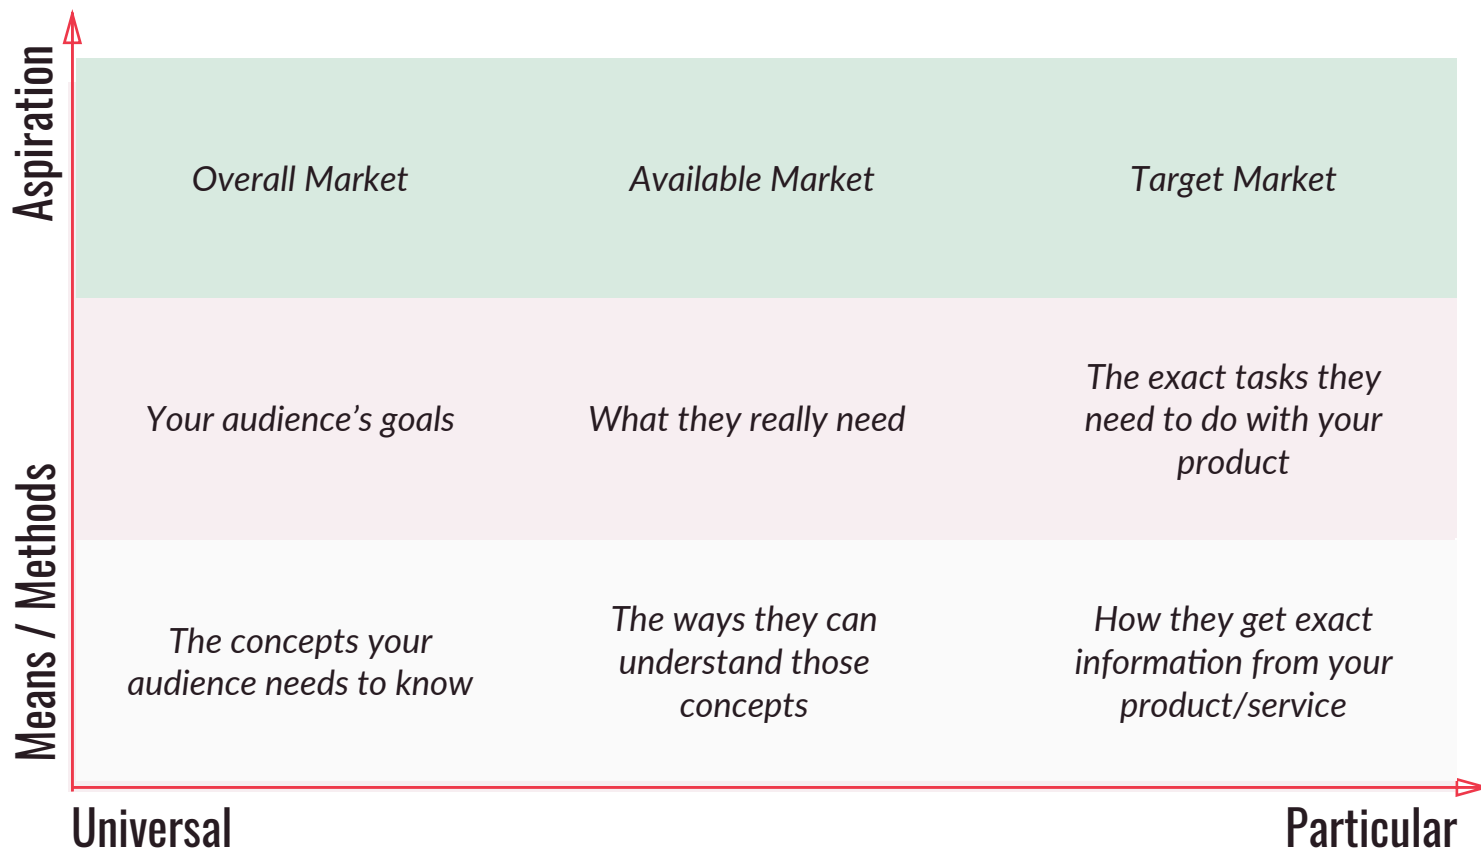 Aspiration
Overall Market
Available Market
Target Market
Your audience’s goals
What they really need
The exact tasks they
need to do with your
product
Means / Methods
The concepts your
audience needs to know
The ways they can
understand those
concepts
How they get exact
information from your
product/service
Universal
Particular